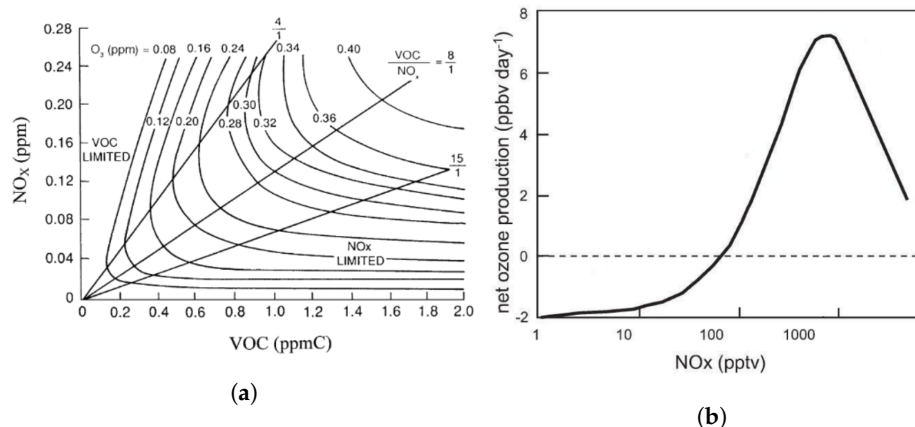 0.28
0.24
0.20
0.16
0.12
0.08
0.04
0
NOX (ppm)
O3 (ppm) = 0.08 0.16 0.24 0.34 0.40
4
1
VOC
NOx
= 8
1
0.12 0.20
0.30
0.28 0.32
0.36
VOC
LIMITED
15
1
NOx
LIMITED
0 0.2 0.4 0.6 0.8 1.0 1.2 1.4 1.6 1.8 2.0
VOC (ppmC)
(a)
net ozone production (ppbv day-1)
8
6
4
2
0
-2
1 10 100 1000
NOx (pptv)
(b)